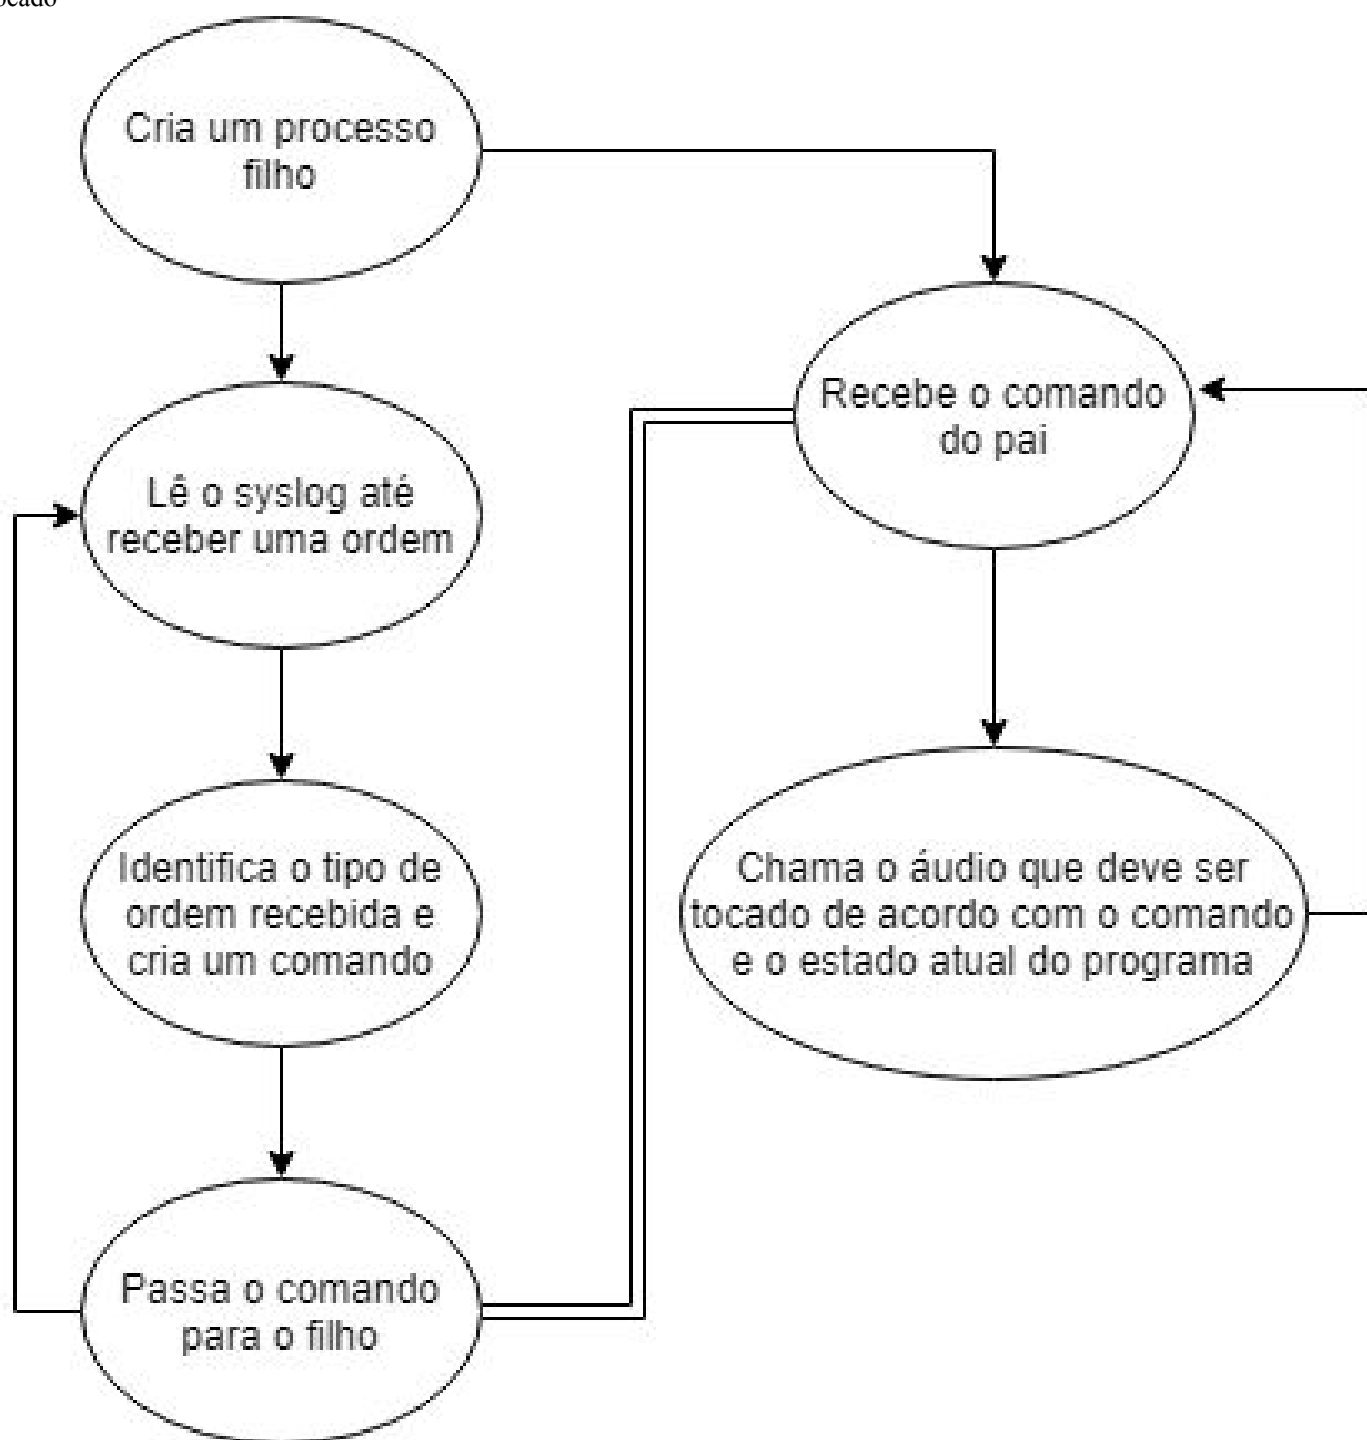 Cria um processo
filho
Recebe o comando
do pai
Lê o syslog até
receber uma ordem
Identifica o tipo de
ordem recebida e
cria um comando
Chama o áudio que deve ser
tocado de acordo com o comando
e o estado atual do programa
Passa o comando
para o filho